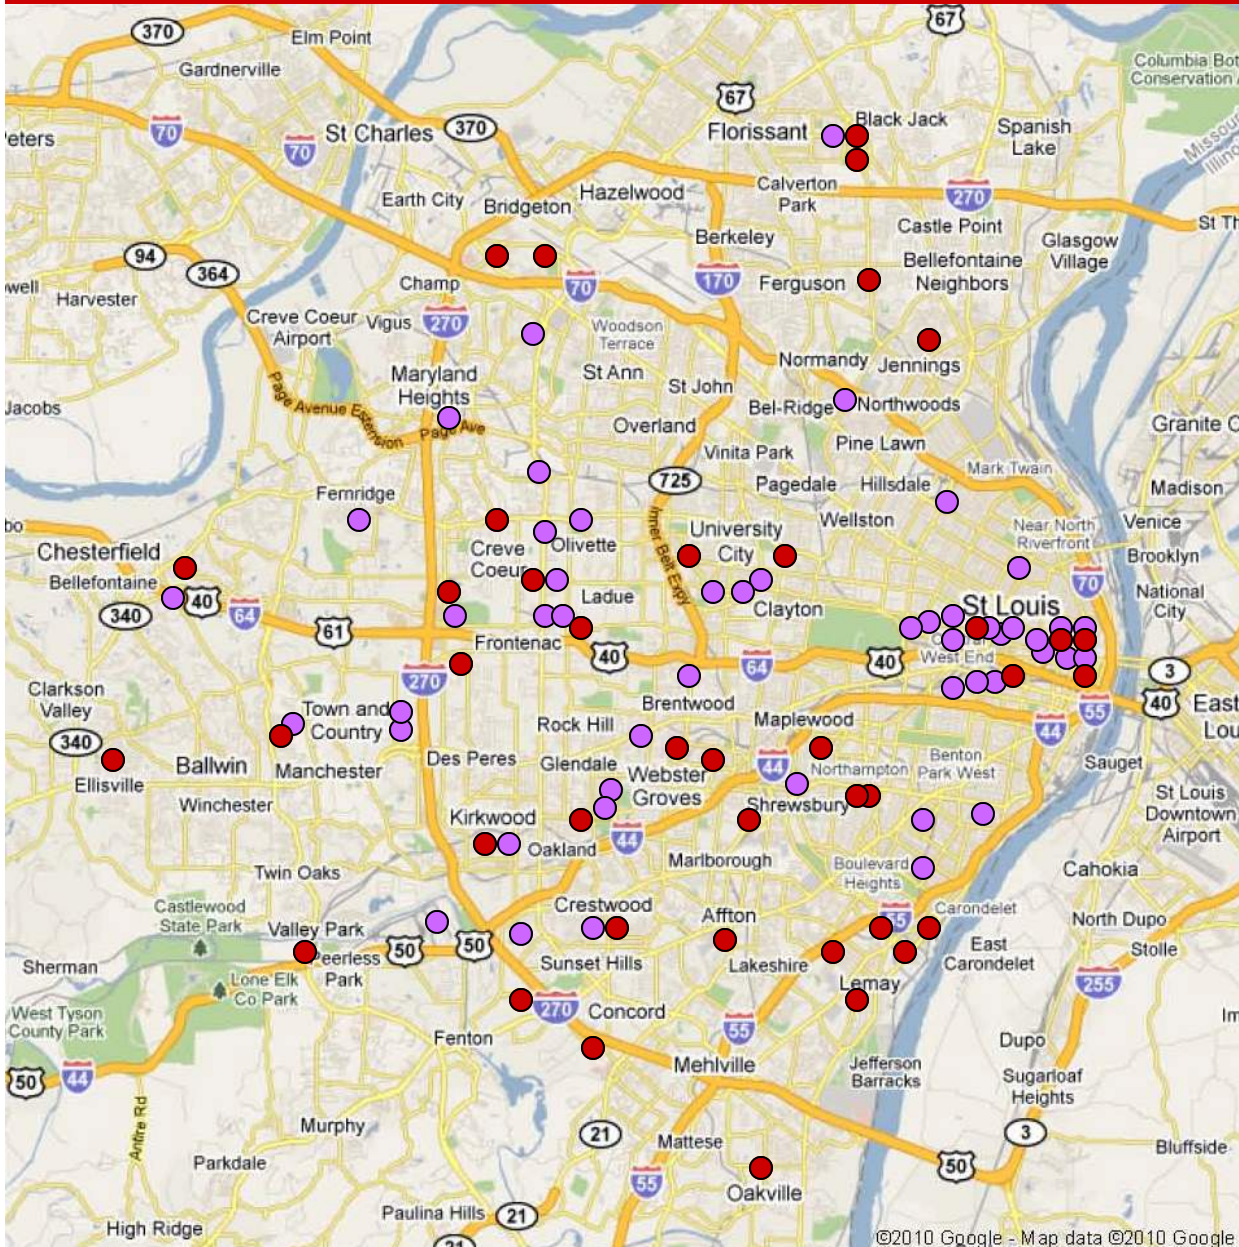 67
370
Elm Point
Columbia Bot
Conservation
Gardnerville
67
70
St Charles
370
Black Jack
Florissant
Spanish
Lake
Peters
70
Missou
Illino
Earth City
Hazelwood
Calverton
Park
270
Bridgeton
St Th
Castle Point
Berkeley
Glasgow
Village
94
364
Bellefontaine
Neighbors
Champ
70
170
Ferguson
Harvester
Creve Coeur
Airport
Vigus
270
Woodson
Terrace
Normandy
Jennings
Maryland
Heights
St Ann
St John
Jacobs
Page Avenue Extension
Page Ave
Bel-Ridge
Northwoods
Overland
Granite C
Pine Lawn
Vinita Park
Mark Twain
725
Fernridge
Pagedale
Hillsdale
Madison
Inner Belt Expy
University
City
Wellston
Near North
Riverfront
Venice
Chesterfield
Creve
Coeur
Olivette
Brooklyn
Bellefontaine
40
70
National
City
340
64
Ladue
Clayton
St Louis
61
Frontenac
40
64
40
Central
West End
3
270
Clarkson
Valley
Brentwood
40
East
Lou
55
Town and
Country
Rock Hill
Maplewood
44
340
Ballwin
Manchester
Des Peres
Glendale
44
Northampton
Benton
Park West
Sauget
Ellisville
Webster
Groves
Winchester
Shrewsbury
St Louis
Downtown
Airport
Kirkwood
44
Oakland
Marlborough
Boulevard
Heights
Cahokia
Twin Oaks
Castlewood
State Park
Crestwood
Affton
55
Carondelet
North Dupo
Valley Park
50
50
Stolle
Peerless
Park
Sunset Hills
Lakeshire
East
Carondelet
Sherman
Lone Elk
Co Park
Lemay
255
West Tyson
County Park
270
Concord
55
Im
Fenton
Dupo
50
44
Mehlville
Jefferson
Barracks
Sugarloaf
Heights
Antire Rd
Murphy
21
Mattese
3
Bluffside
Parkdale
50
55
Oakville
Paulina Hills
21
High Ridge
21
©2010 Google - Map data ©2010 Google